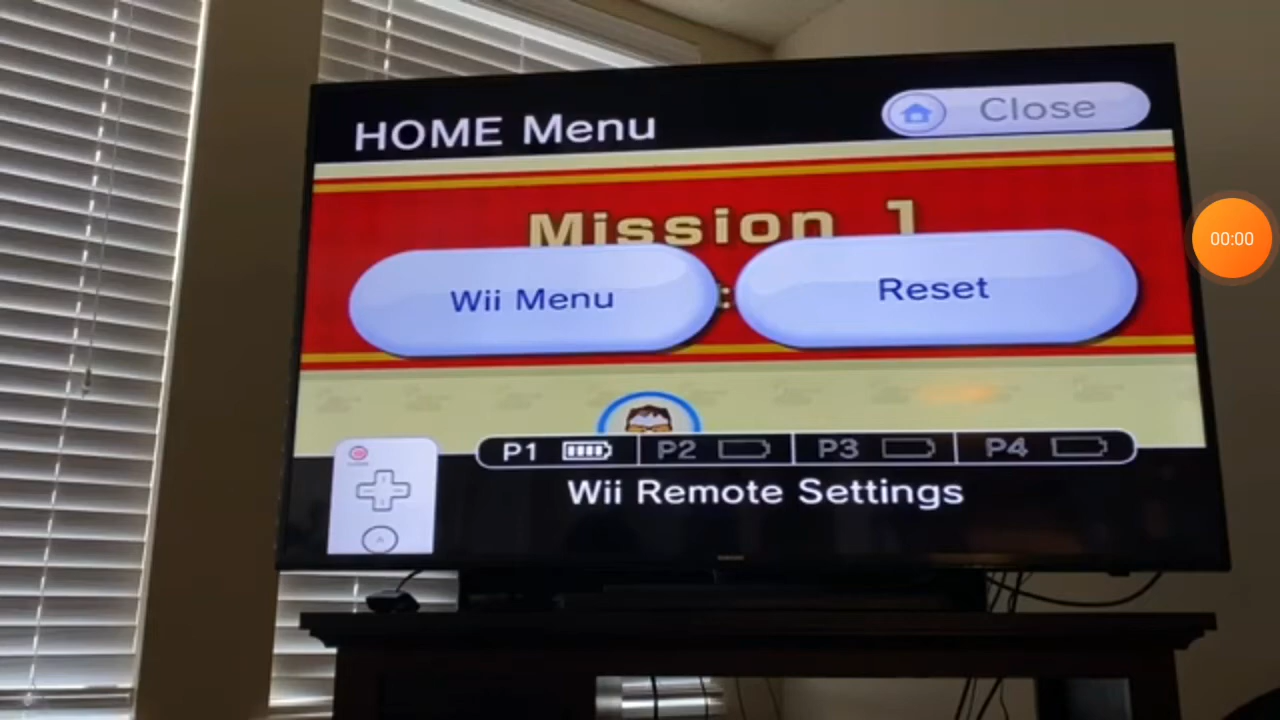 HOME Menu
Close
Mission 1
Wii Menu
Reset
00:00
P1 P2 P3 P4
Wii Remote Settings
A